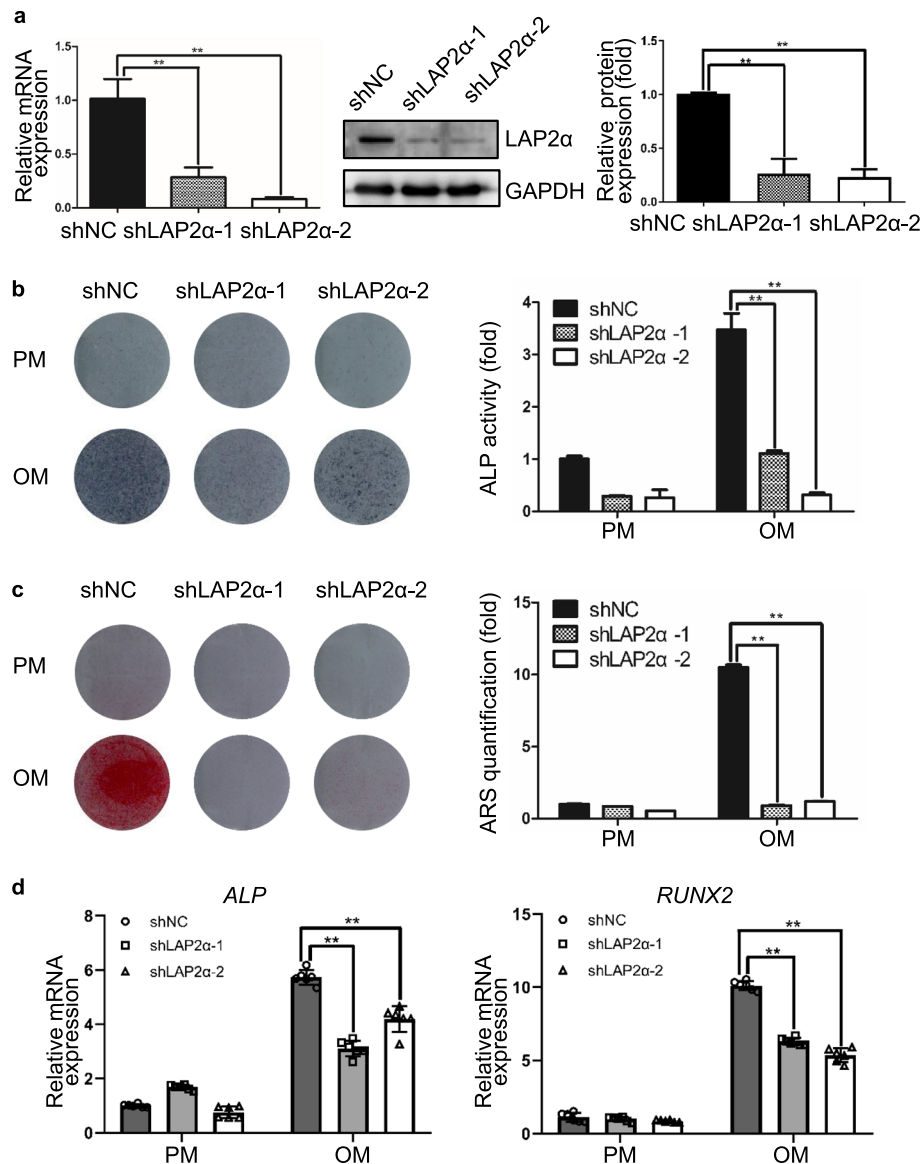 a
Relative mRNA
expression
1.5
1.0
0.5
0.0
**
**
shNC shLAP2α-1 shLAP2α-2
shNC
shLAP2α-1
shLAP2α-2
LAP2α
GAPDH
Relative protein
expression (fold)
1.5
1.0
0.5
0.0
**
**
shNC shLAP2α-1 shLAP2α-2
b
shNC shLAP2α-1 shLAP2α-2
PM
OM
ALP activity (fold)
4
3
2
1
0
shNC
shLAP2α -1
shLAP2α -2
**
**
PM OM
c
shNC shLAP2α-1 shLAP2α-2
PM
OM
ARS quantification (fold)
15
10
5
0
shNC
shLAP2α -1
shLAP2α -2
**
**
PM OM
d
ALP
Relative mRNA
expression
8
6
4
2
0
shNC
shLAP2α-1
shLAP2α-2
**
**
PM OM
RUNX2
Relative mRNA
expression
15
10
5
0
shNC
shLAP2α-1
shLAP2α-2
**
**
PM OM